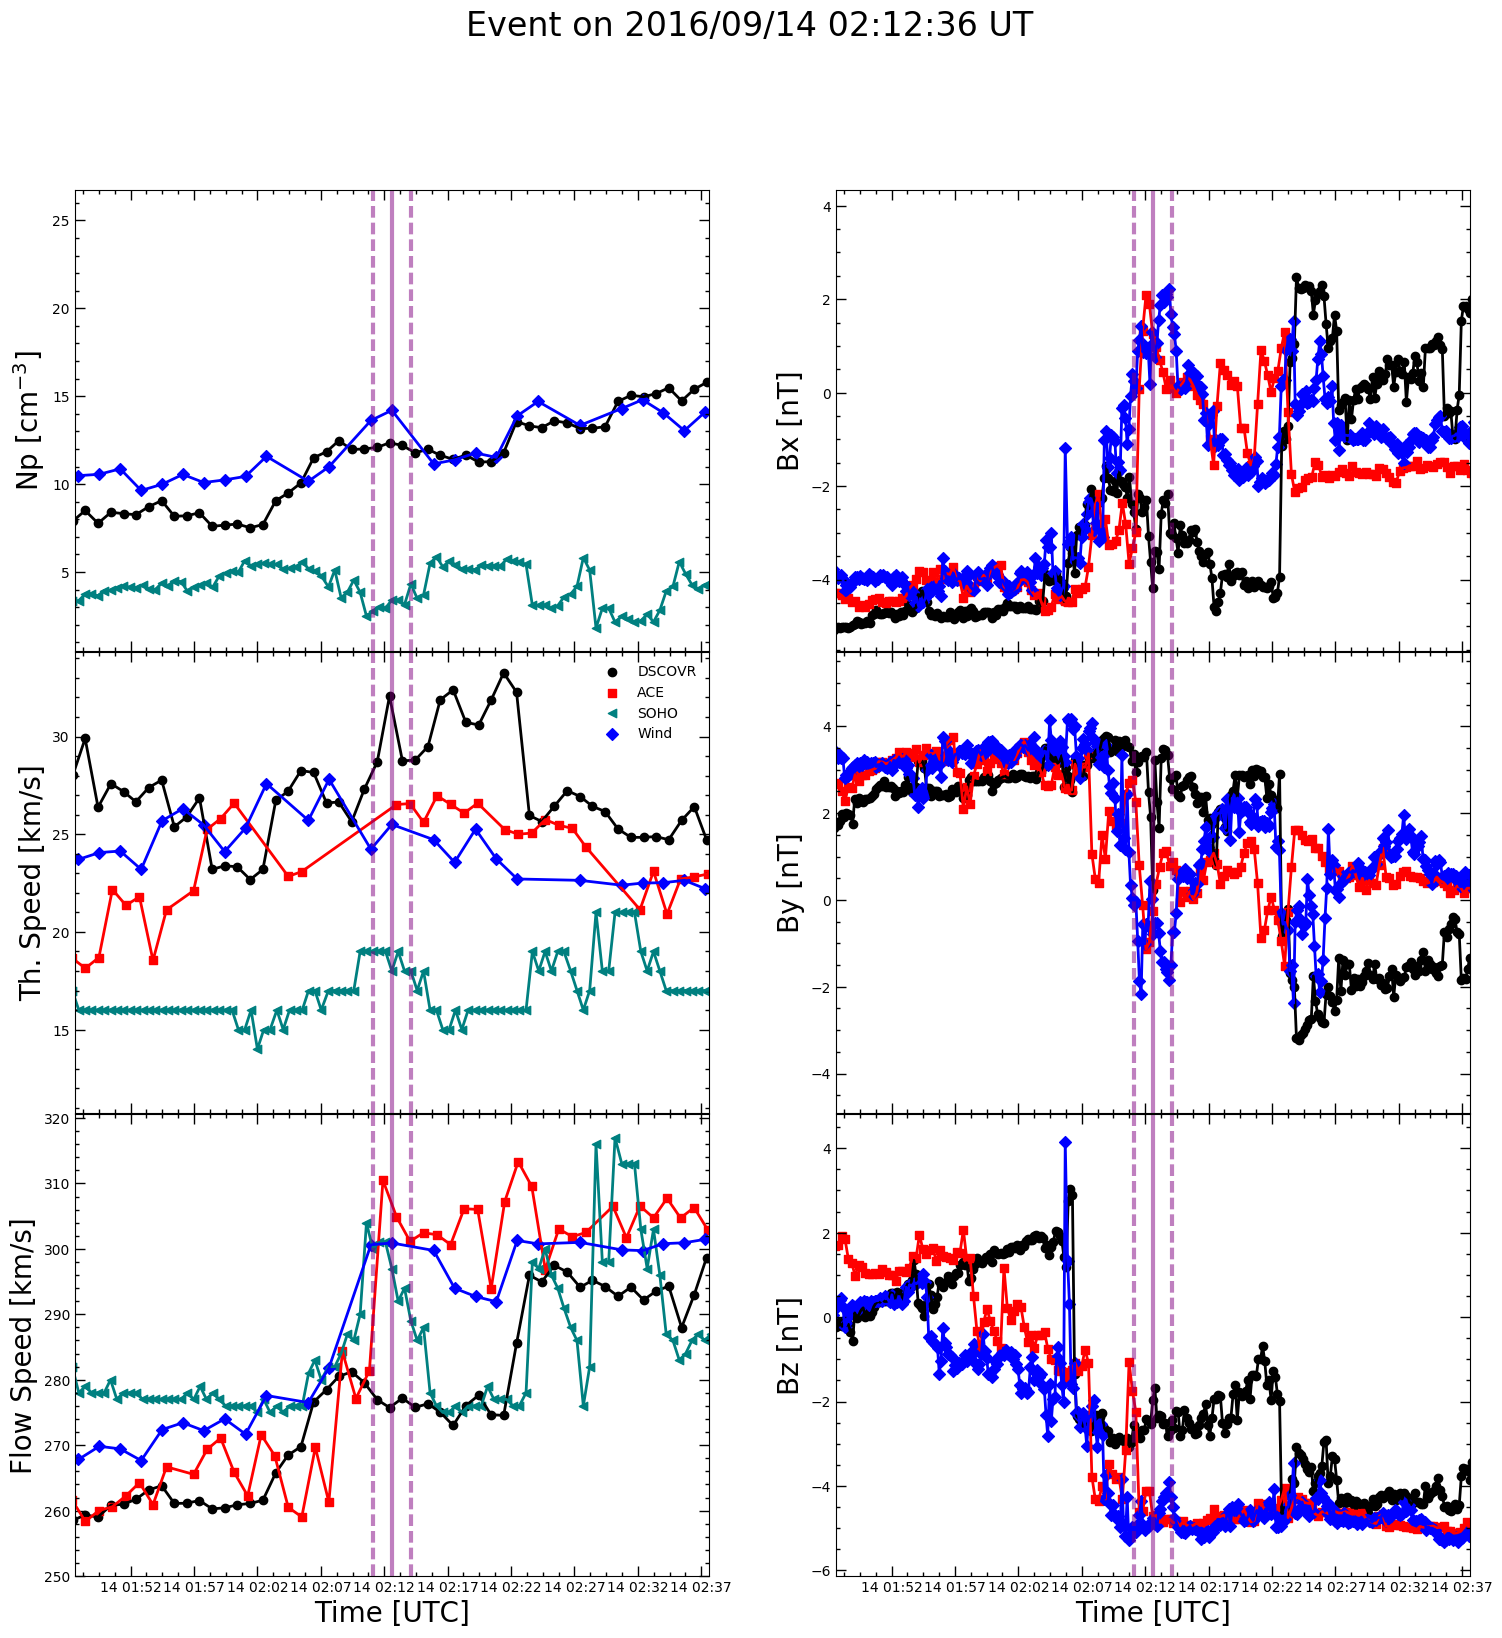 Event on 2016/09/14 02:12:36 UT
Np [cm⁻³]
25
20
15
10
5
Th. Speed [km/s]
30
25
20
15
DSCOVR
ACE
SOHO
Wind
Flow Speed [km/s]
320
310
300
290
280
270
260
250
14 01:52 14 01:57 14 02:02 14 02:07 14 02:12 14 02:17 14 02:22 14 02:27 14 02:32 14 02:37
Time [UTC]
Bx [nT]
4
2
0
−2
−4
By [nT]
4
2
0
−2
−4
Bz [nT]
4
2
0
−2
−4
−6
14 01:52 14 01:57 14 02:02 14 02:07 14 02:12 14 02:17 14 02:22 14 02:27 14 02:32 14 02:37
Time [UTC]